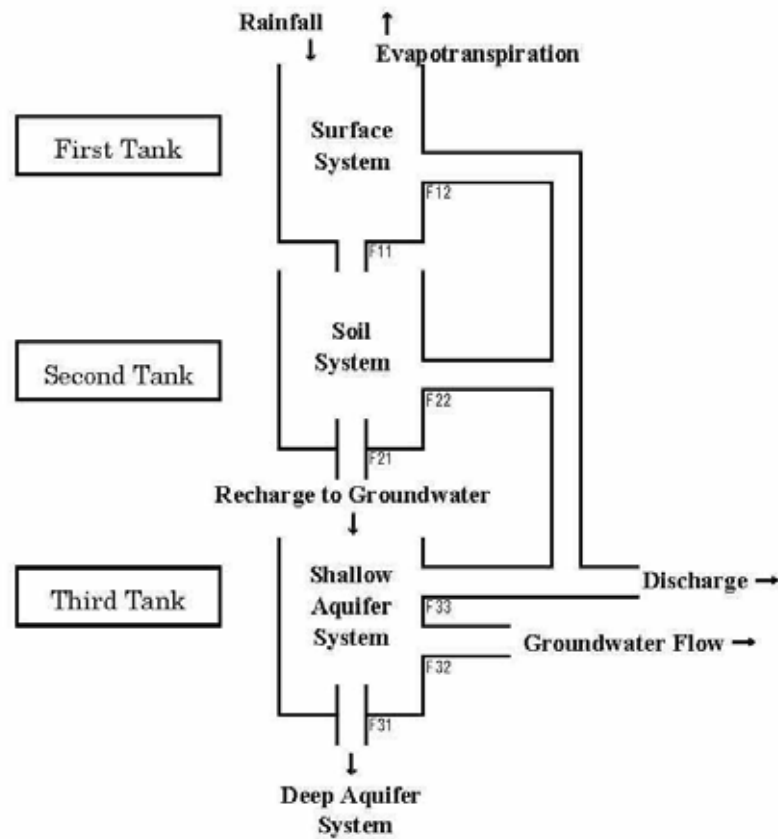 Rainfall
↑
↓
Evapotranspiration
First Tank
Surface
System
F12
F11
Second Tank
Soil
System
F22
F21
Recharge to Groundwater
↓
Third Tank
Shallow
Aquifer
System
Discharge →
F33
Groundwater Flow →
F32
F31
↓
Deep Aquifer
System